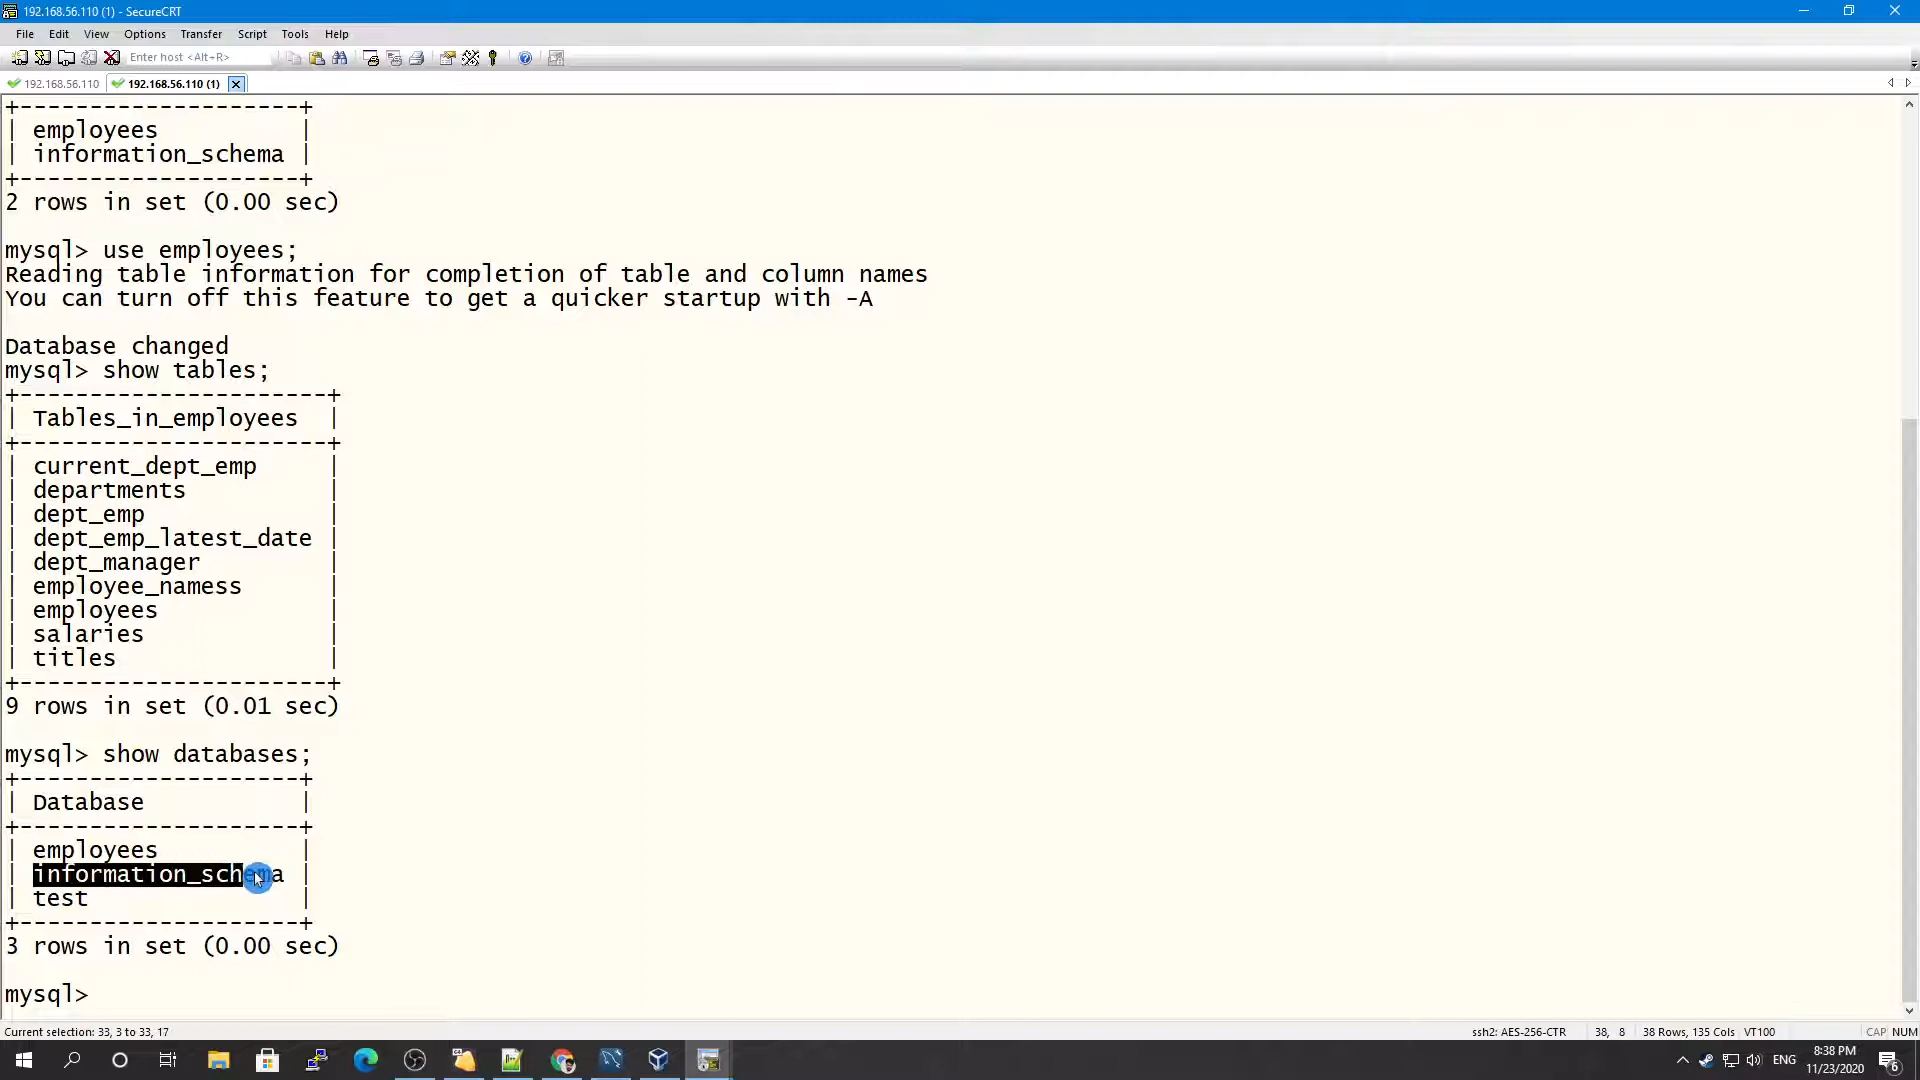 192.168.56.110 (1) - SecureCRT
File Edit View Options Transfer Script Tools Help
Enter host <Alt+R>
192.168.56.110 192.168.56.110 (1)
+--------------------+
| employees          |
| information_schema |
+--------------------+
2 rows in set (0.00 sec)
mysql> use employees;
Reading table information for completion of table and column names
You can turn off this feature to get a quicker startup with -A
Database changed
mysql> show tables;
+----------------------+
| Tables_in_employees  |
+----------------------+
| current_dept_emp     |
| departments          |
| dept_emp             |
| dept_emp_latest_date |
| dept_manager         |
| employee_namess      |
| employees            |
| salaries             |
| titles               |
+----------------------+
9 rows in set (0.01 sec)
mysql> show databases;
+--------------------+
| Database           |
+--------------------+
| employees          |
| information_schema |
| test               |
+--------------------+
3 rows in set (0.00 sec)
mysql>
Current selection: 33, 3 to 33, 17 ssh2: AES-256-CTR 38, 8 38 Rows, 135 Cols VT100 CAP NUM
ENG 8:38 PM
11/23/2020 6